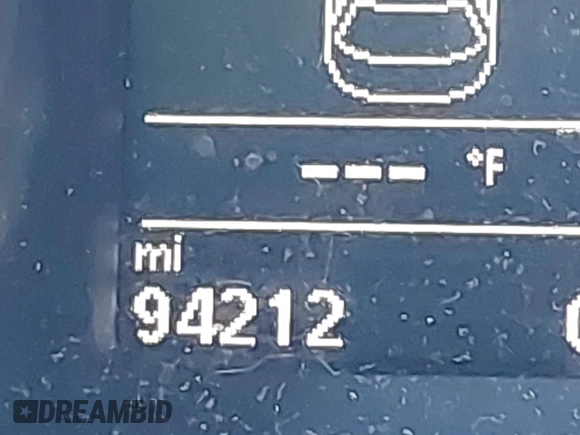 --- °F
mi
94212
DREAMBID